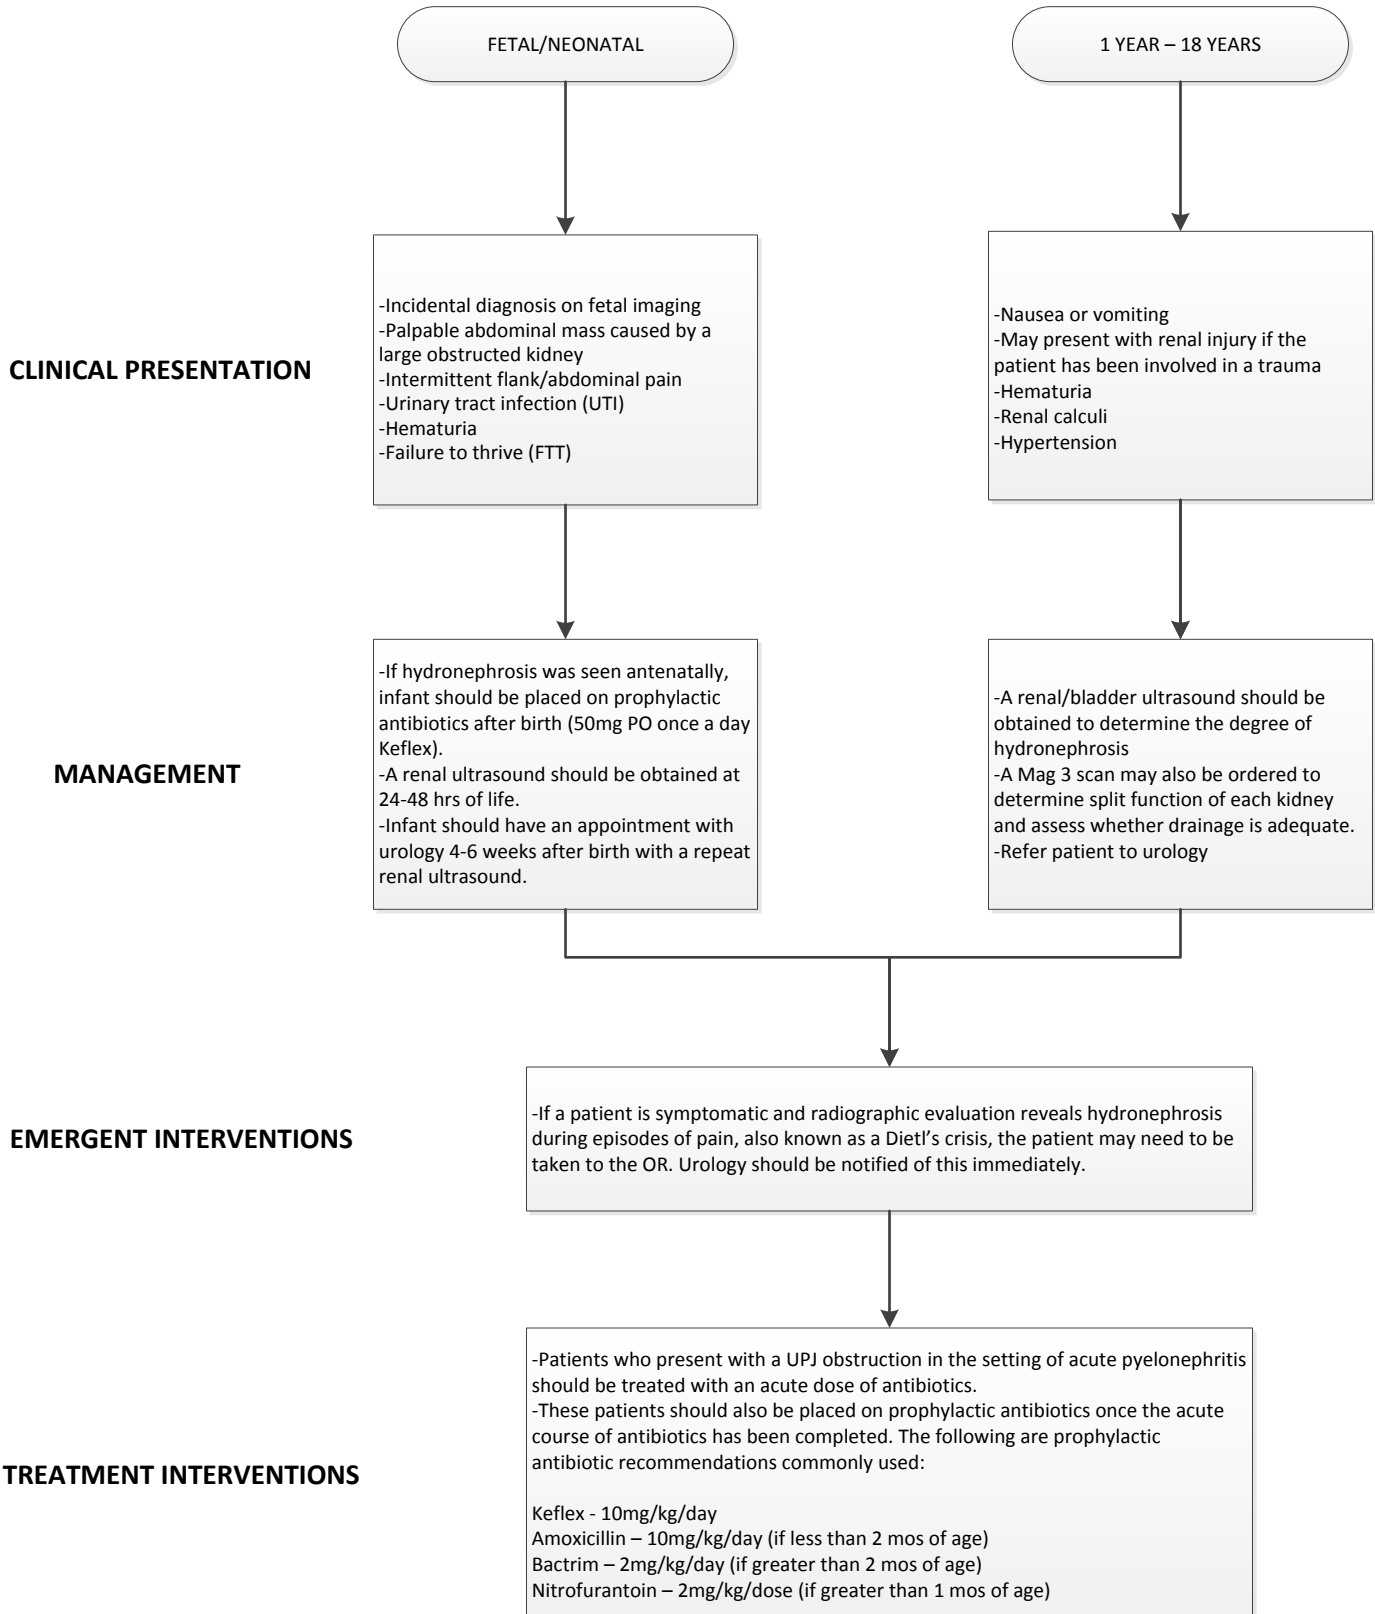 FETAL/NEONATAL
1 YEAR – 18 YEARS
CLINICAL PRESENTATION
-Incidental diagnosis on fetal imaging
-Palpable abdominal mass caused by a
large obstructed kidney
-Intermittent flank/abdominal pain
-Urinary tract infection (UTI)
-Hematuria
-Failure to thrive (FTT)
-Nausea or vomiting
-May present with renal injury if the
patient has been involved in a trauma
-Hematuria
-Renal calculi
-Hypertension
MANAGEMENT
-If hydronephrosis was seen antenatally,
infant should be placed on prophylactic
antibiotics after birth (50mg PO once a day
Keflex).
-A renal ultrasound should be obtained at
24-48 hrs of life.
-Infant should have an appointment with
urology 4-6 weeks after birth with a repeat
renal ultrasound.
-A renal/bladder ultrasound should be
obtained to determine the degree of
hydronephrosis
-A Mag 3 scan may also be ordered to
determine split function of each kidney
and assess whether drainage is adequate.
-Refer patient to urology
EMERGENT INTERVENTIONS
-If a patient is symptomatic and radiographic evaluation reveals hydronephrosis
during episodes of pain, also known as a Dietl’s crisis, the patient may need to be
taken to the OR. Urology should be notified of this immediately.
TREATMENT INTERVENTIONS
-Patients who present with a UPJ obstruction in the setting of acute pyelonephritis
should be treated with an acute dose of antibiotics.
-These patients should also be placed on prophylactic antibiotics once the acute
course of antibiotics has been completed. The following are prophylactic
antibiotic recommendations commonly used:
Keflex - 10mg/kg/day
Amoxicillin – 10mg/kg/day (if less than 2 mos of age)
Bactrim – 2mg/kg/day (if greater than 2 mos of age)
Nitrofurantoin – 2mg/kg/dose (if greater than 1 mos of age)